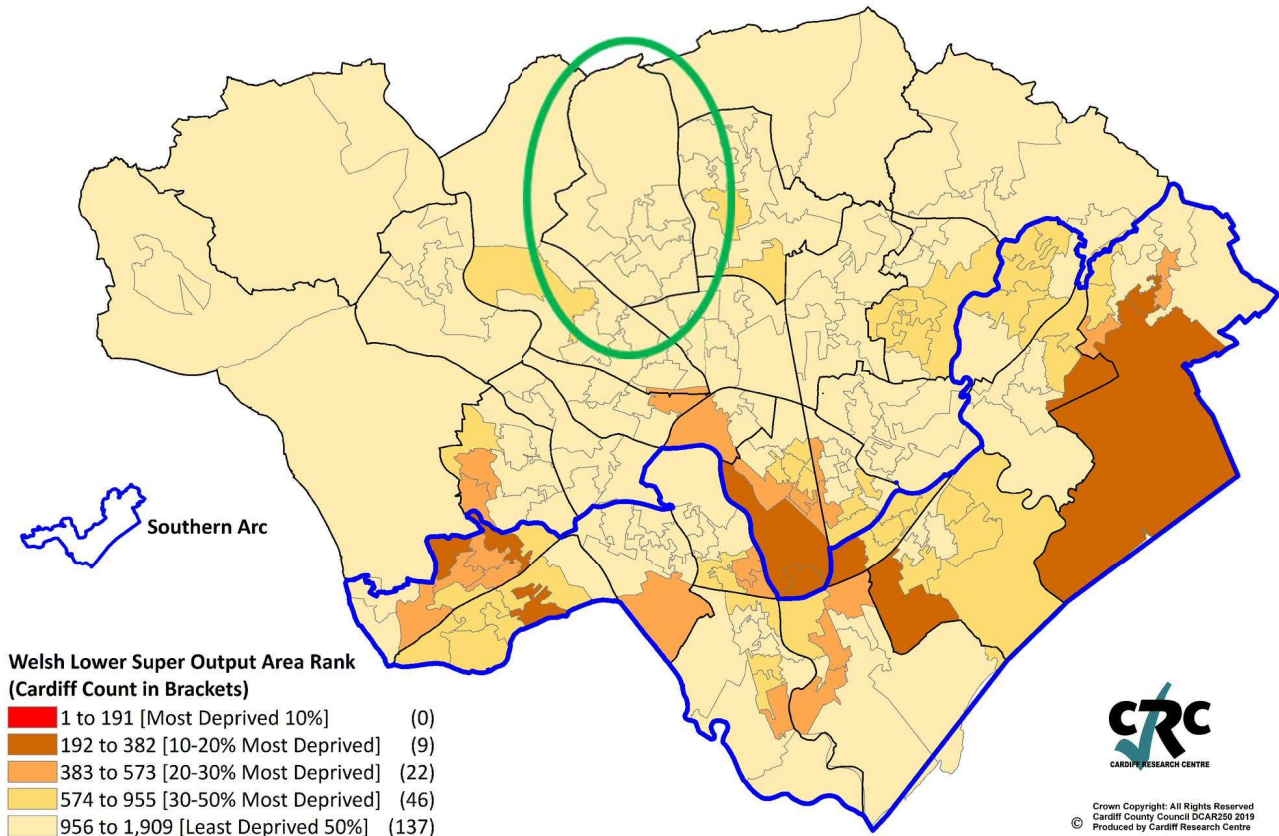 Southern Arc
Welsh Lower Super Output Area Rank
(Cardiff Count in Brackets)
1 to 191 [Most Deprived 10%] (0)
192 to 382 [10-20% Most Deprived] (9)
383 to 573 [20-30% Most Deprived] (22)
574 to 955 [30-50% Most Deprived] (46)
956 to 1,909 [Least Deprived 50%] (137)
CRC
CARDIFF RESEARCH CENTRE
Crown Copyright: All Rights Reserved
Cardiff County Council DCAR250 2019
© Produced by Cardiff Research Centre